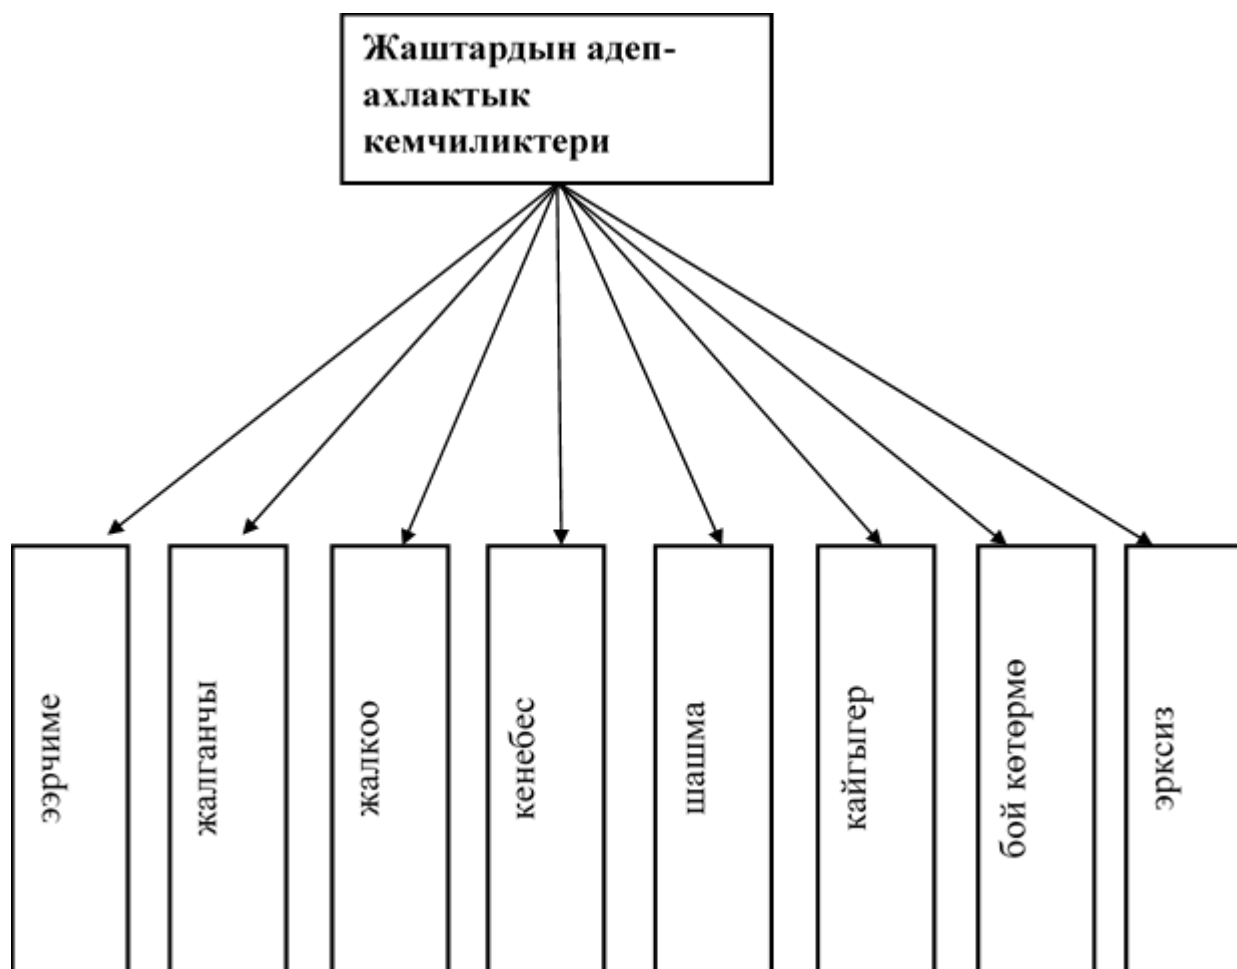 Жаштардын адеп-
ахлактык
кемчиликтери
ээрчиме
жалганчы
жалкоо
кенебес
шашма
кайгыгер
бой көтөрмө
эрксиз